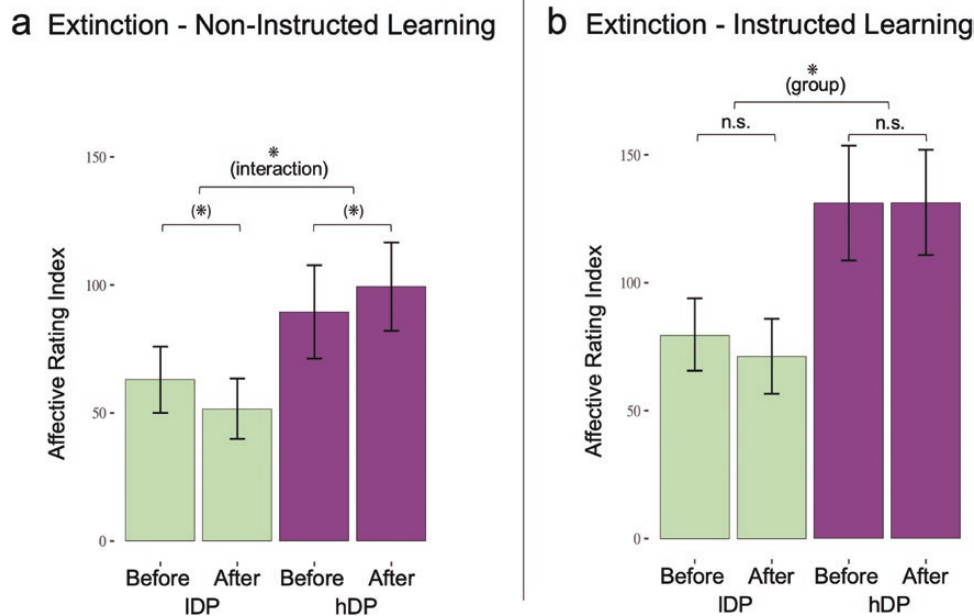 a Extinction - Non-Instructed Learning
*
(interaction)
(*)
(*)
150
100
50
0
Affective Rating Index
Before After Before After
lDP hDP
b Extinction - Instructed Learning
*
(group)
n.s.
n.s.
150
100
50
0
Affective Rating Index
Before After Before After
lDP hDP